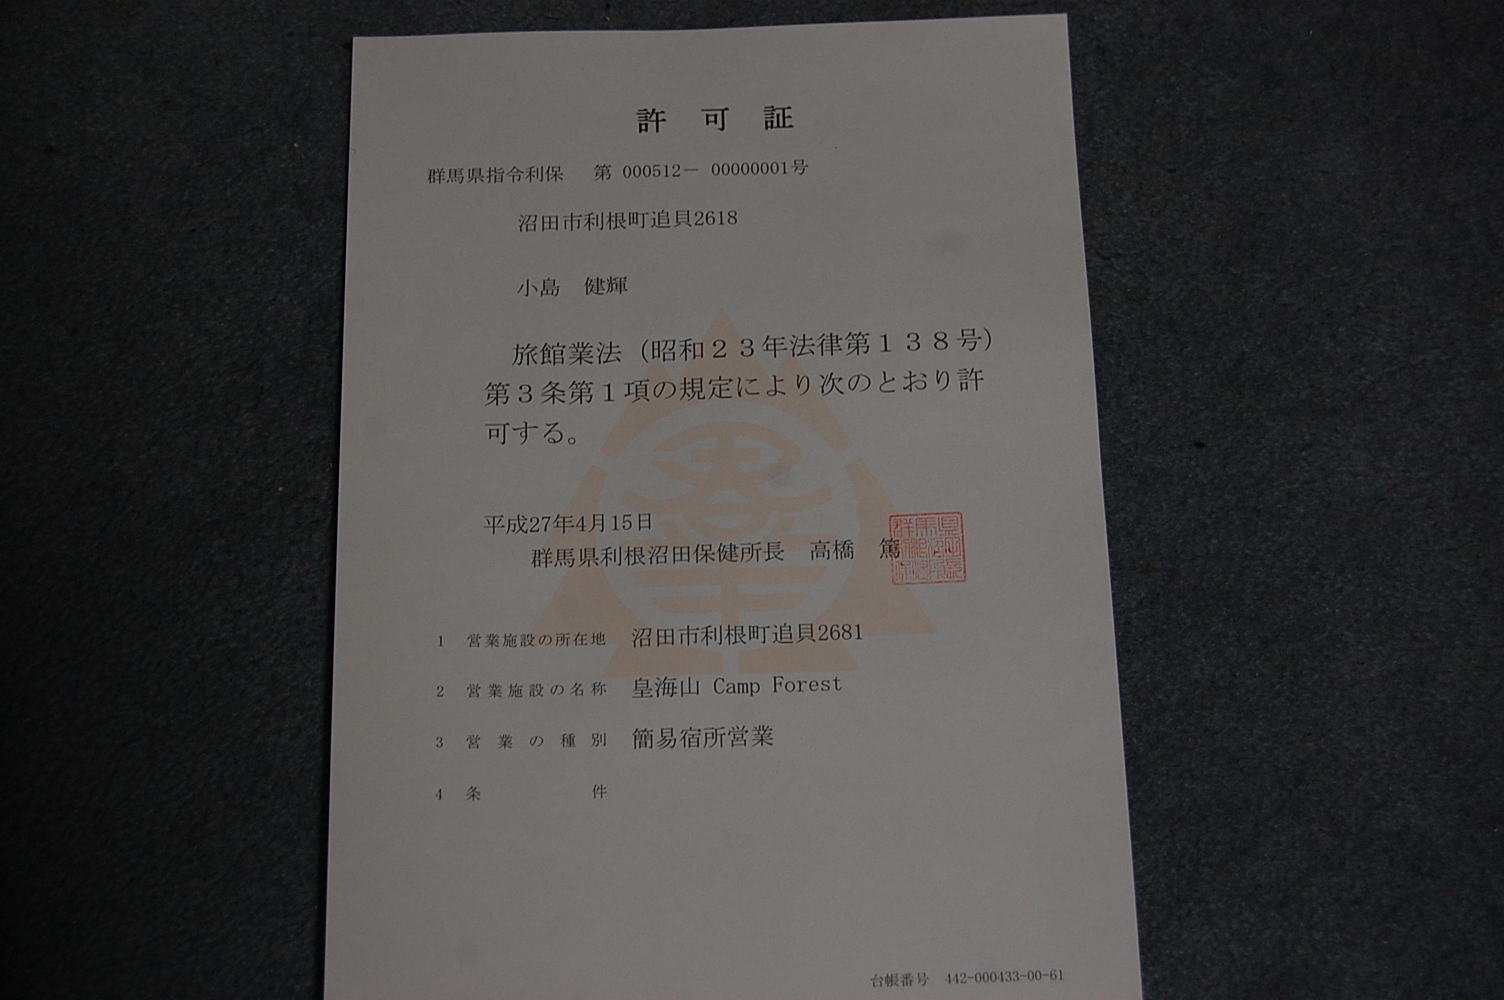 許可証
群馬県指令利保 第 000512－ 00000001号
沼田市利根町追貝2618
小島 健輝
旅館業法（昭和２３年法律第１３８号）
第３条第１項の規定により次のとおり許
可する。
平成27年4月15日
群馬県利根沼田保健所長 高橋 篤
1 営業施設の所在地 沼田市利根町追貝2681
2 営業施設の名称 皇海山 Camp Forest
3 営業の種別 簡易宿所営業
4 条件
台帳番号 442-000433-00-61